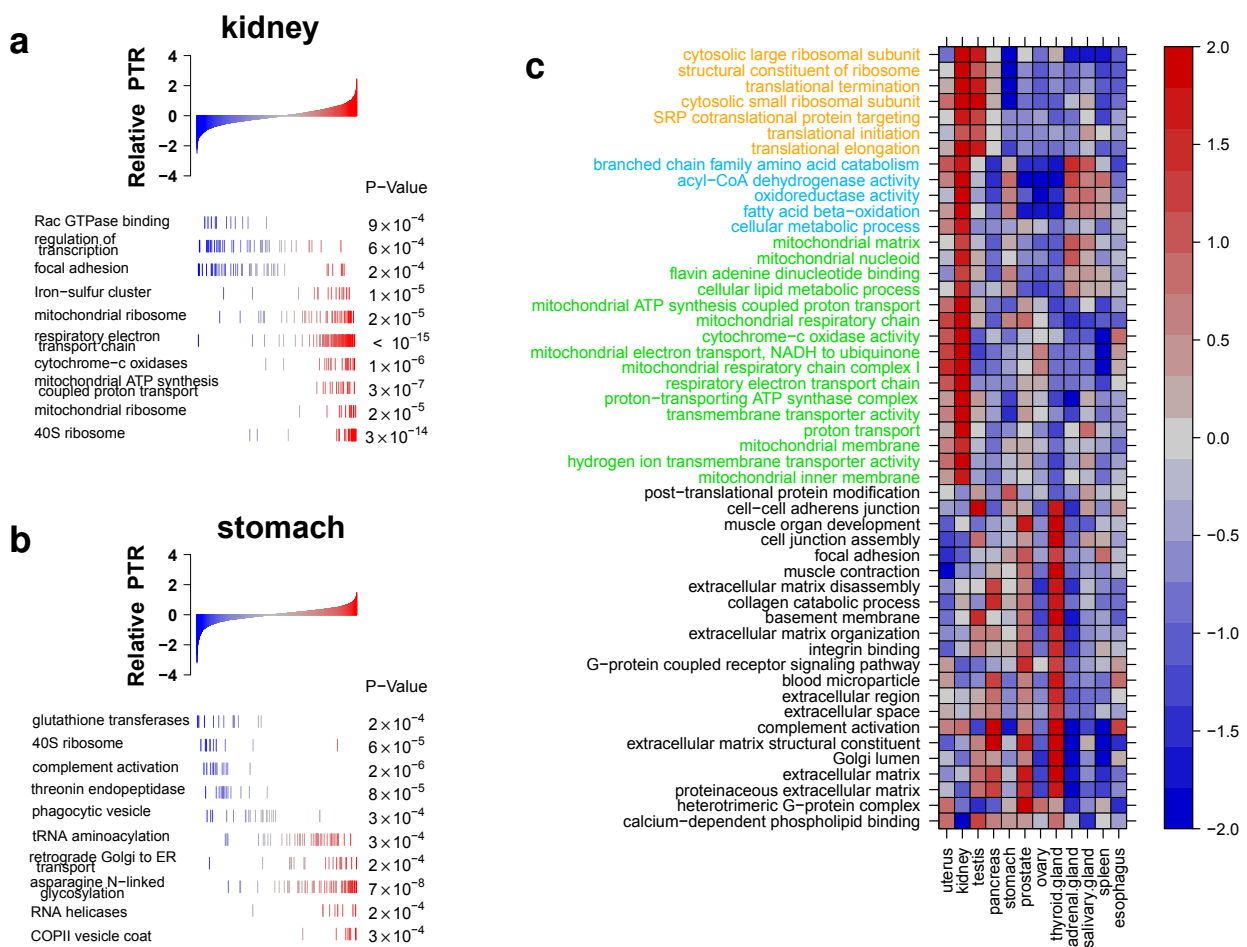 a
kidney
Relative PTR
4
2
0
−2
−4
P−Value
Rac GTPase binding
9×10⁻⁴
regulation of
transcription
6×10⁻⁴
focal adhesion
2×10⁻⁴
Iron−sulfur cluster
1×10⁻⁵
mitochondrial ribosome
2×10⁻⁵
respiratory electron
transport chain
< 10⁻¹⁵
cytochrome−c oxidases
1×10⁻⁶
mitochondrial ATP synthesis
coupled proton transport
3×10⁻⁷
mitochondrial ribosome
2×10⁻⁵
40S ribosome
3×10⁻¹⁴
b
stomach
Relative PTR
4
2
0
−2
−4
P−Value
glutathione transferases
2×10⁻⁴
40S ribosome
6×10⁻⁵
complement activation
2×10⁻⁶
threonin endopeptidase
8×10⁻⁵
phagocytic vesicle
3×10⁻⁴
tRNA aminoacylation
3×10⁻⁴
retrograde Golgi to ER
transport
2×10⁻⁴
asparagine N−linked
glycosylation
7×10⁻⁸
RNA helicases
2×10⁻⁴
COPII vesicle coat
3×10⁻⁴
c
cytosolic large ribosomal subunit
structural constituent of ribosome
translational termination
cytosolic small ribosomal subunit
SRP cotranslational protein targeting
translational initiation
translational elongation
branched chain family amino acid catabolism
acyl−CoA dehydrogenase activity
oxidoreductase activity
fatty acid beta−oxidation
cellular metabolic process
mitochondrial matrix
mitochondrial nucleoid
flavin adenine dinucleotide binding
cellular lipid metabolic process
mitochondrial ATP synthesis coupled proton transport
mitochondrial respiratory chain
cytochrome−c oxidase activity
mitochondrial electron transport, NADH to ubiquinone
mitochondrial respiratory chain complex I
respiratory electron transport chain
proton−transporting ATP synthase complex
transmembrane transporter activity
proton transport
mitochondrial membrane
hydrogen ion transmembrane transporter activity
mitochondrial inner membrane
post−translational protein modification
cell−cell adherens junction
muscle organ development
cell junction assembly
focal adhesion
muscle contraction
extracellular matrix disassembly
collagen catabolic process
basement membrane
extracellular matrix organization
integrin binding
G−protein coupled receptor signaling pathway
blood microparticle
extracellular region
extracellular space
complement activation
extracellular matrix structural constituent
Golgi lumen
extracellular matrix
proteinaceous extracellular matrix
heterotrimeric G−protein complex
calcium−dependent phospholipid binding
uterus
kidney
testis
pancreas
stomach
prostate
ovary
thyroid.gland
adrenal.gland
salivary.gland
spleen
esophagus
2.0
1.5
1.0
0.5
0.0
−0.5
−1.0
−1.5
−2.0